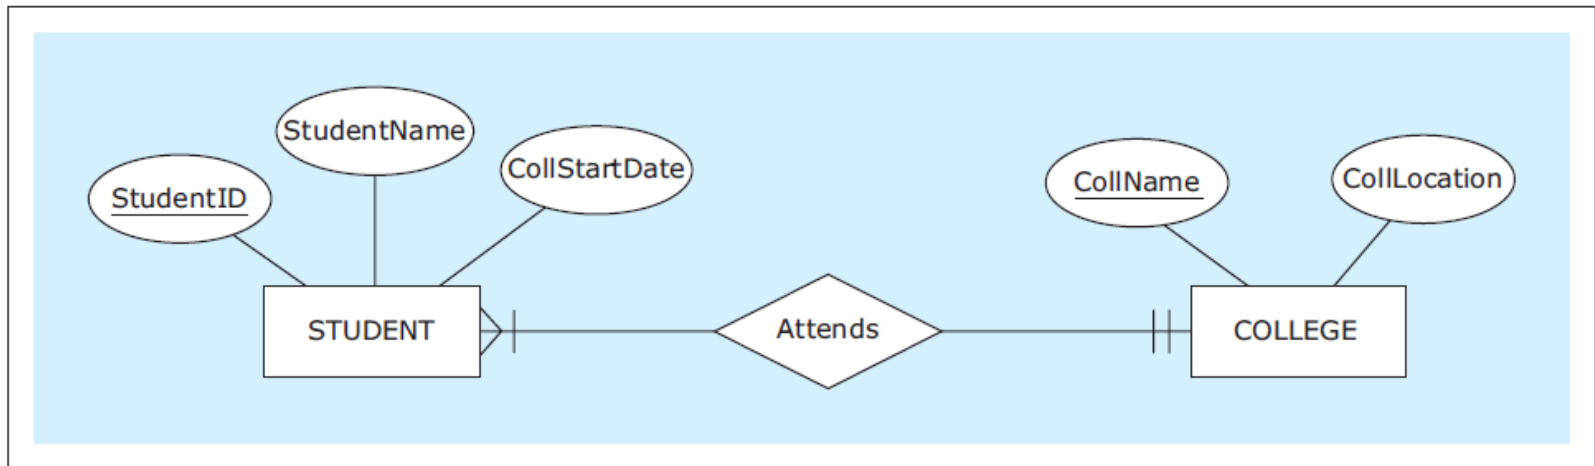 StudentName
CollStartDate
StudentID
CollName
CollLocation
STUDENT
Attends
COLLEGE